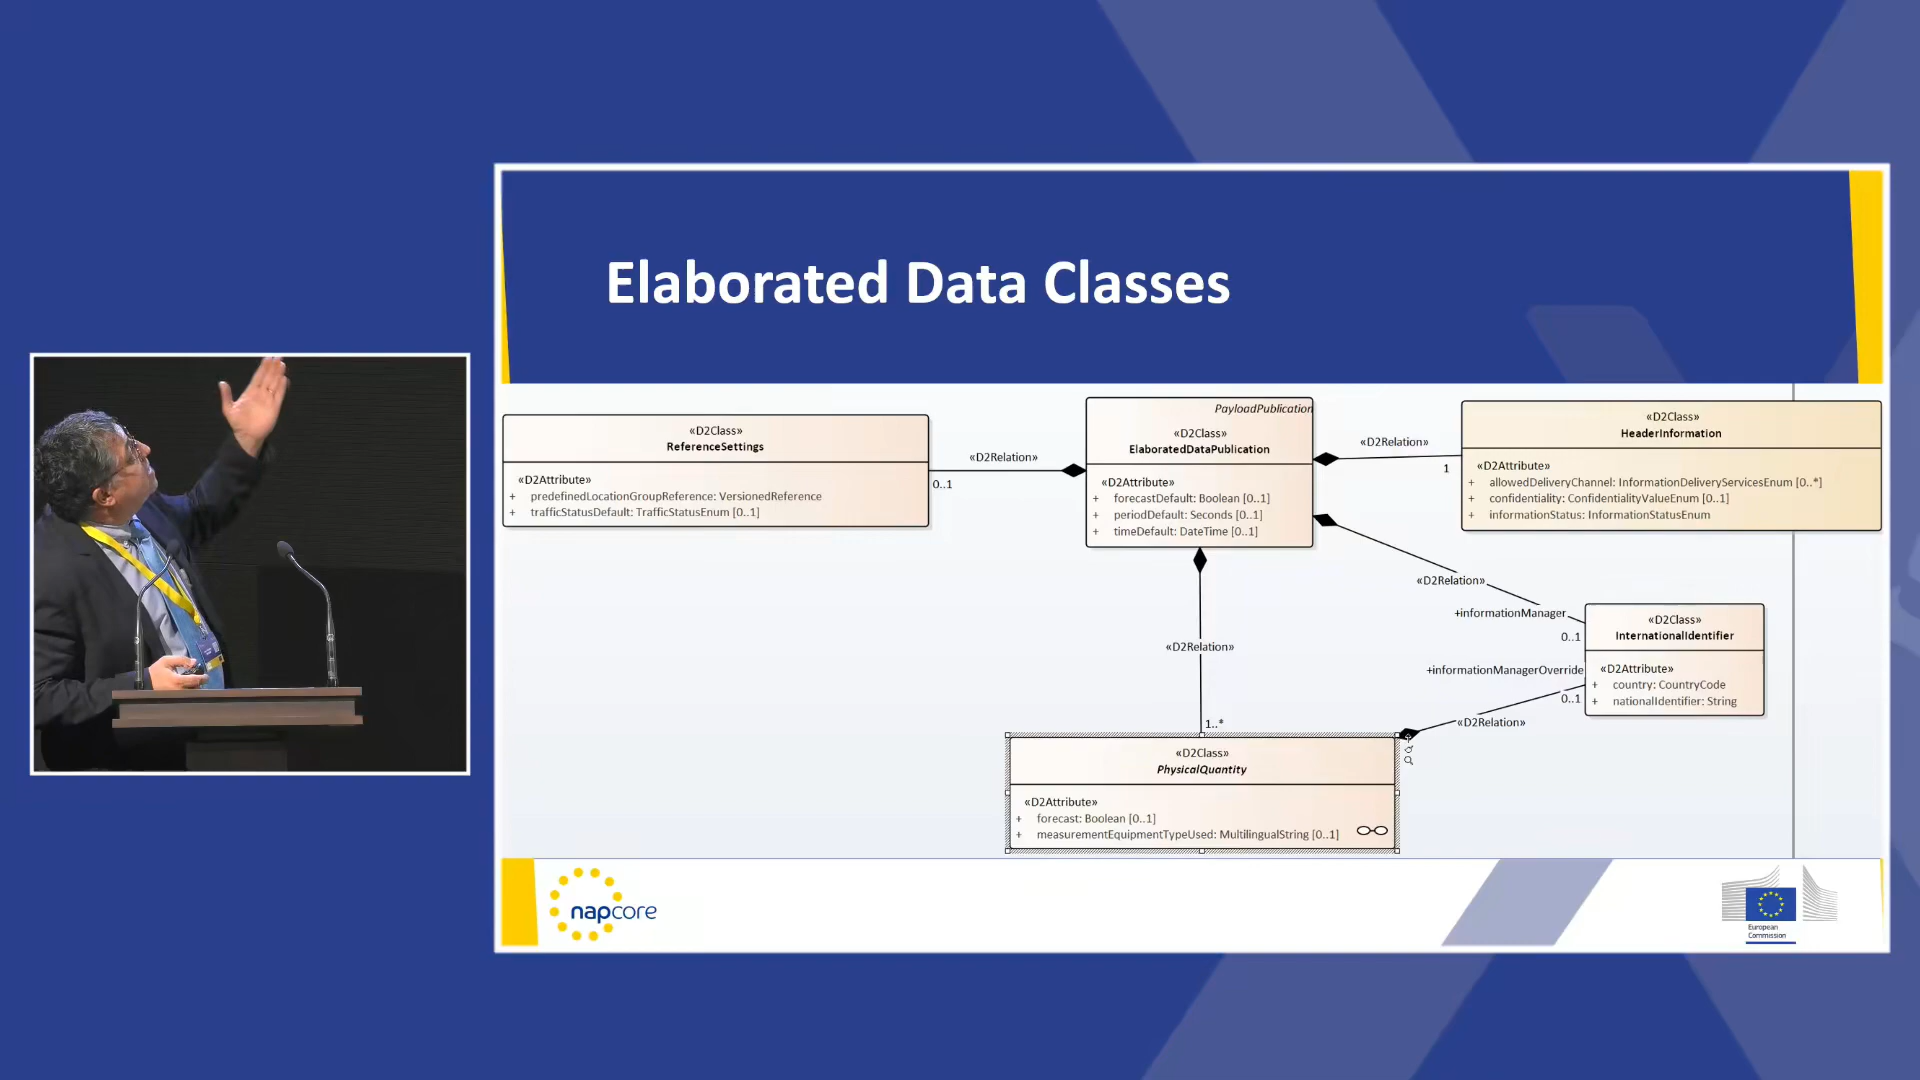 Elaborated Data Classes
«D2Class»
ReferenceSettings
«D2Attribute»
+ predefinedLocationGroupReference: VersionedReference
+ trafficStatusDefault: TrafficStatusEnum [0..1]
«D2Relation»
0..1
PayloadPublication
«D2Class»
ElaboratedDataPublication
«D2Attribute»
+ forecastDefault: Boolean [0..1]
+ periodDefault: Seconds [0..1]
+ timeDefault: DateTime [0..1]
«D2Relation»
1
«D2Class»
HeaderInformation
«D2Attribute»
+ allowedDeliveryChannel: InformationDeliveryServicesEnum [0..*]
+ confidentiality: ConfidentialityValueEnum [0..1]
+ informationStatus: InformationStatusEnum
«D2Relation»
+informationManager
0..1
«D2Class»
InternationalIdentifier
«D2Attribute»
+ country: CountryCode
+ nationalIdentifier: String
«D2Relation»
1..*
+informationManagerOverride
0..1
«D2Relation»
«D2Class»
PhysicalQuantity
«D2Attribute»
+ forecast: Boolean [0..1]
+ measurementEquipmentTypeUsed: MultilingualString [0..1]
napcore
European
Commission